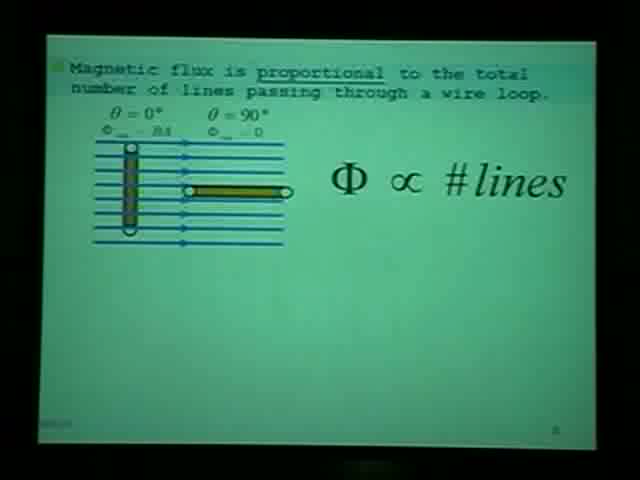 Magnetic flux is proportional to the total
number of lines passing through a wire loop.
θ = 0° θ = 90°
Φ ∝ #lines